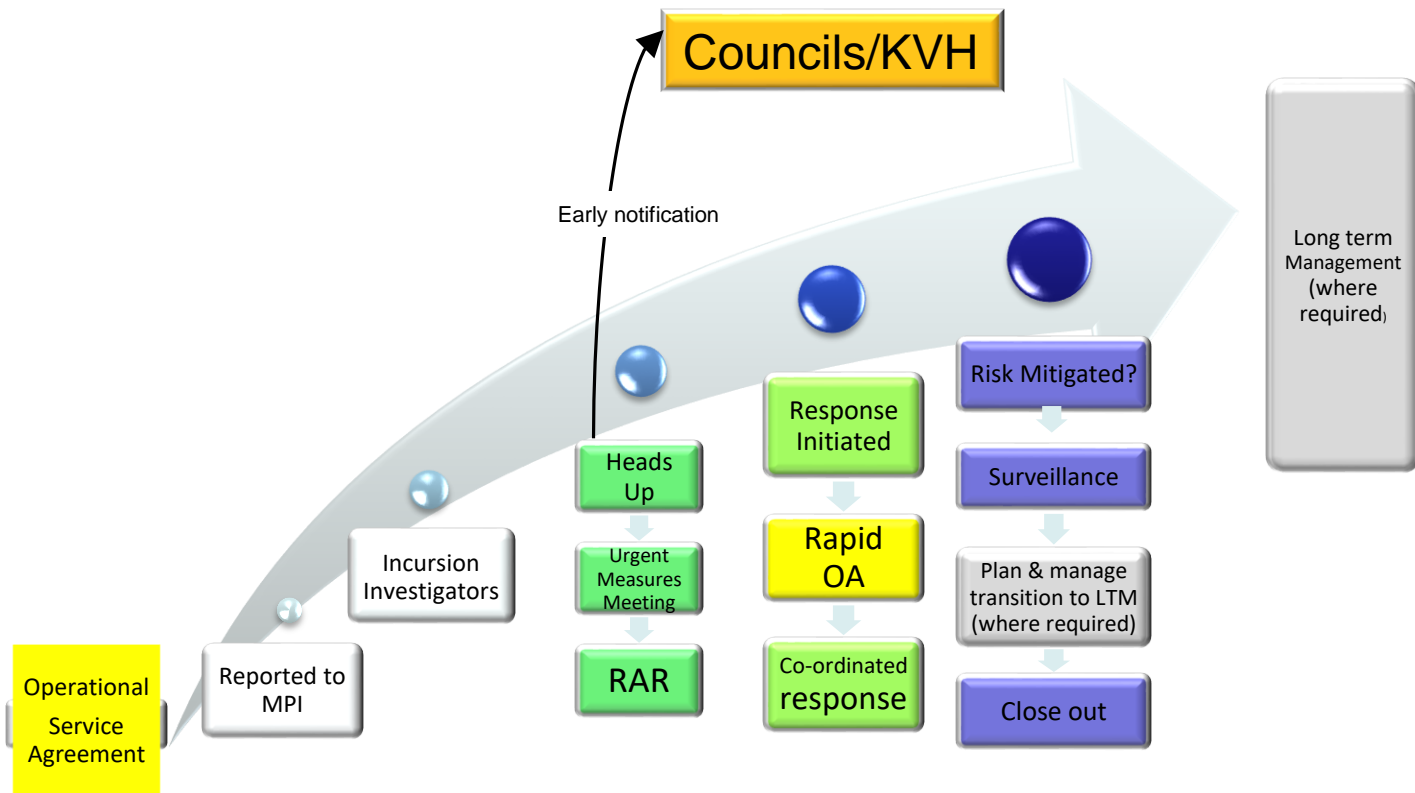 Councils/KVH
Early notification
Long term
Management
(where
required)
Risk Mitigated?
Response
Initiated
Heads
Up
Surveillance
Incursion
Investigators
Rapid
OA
Urgent
Measures
Meeting
Plan & manage
transition to LTM
(where required)
Reported to
MPI
Operational
Service
Agreement
RAR
Co-ordinated
response
Close out